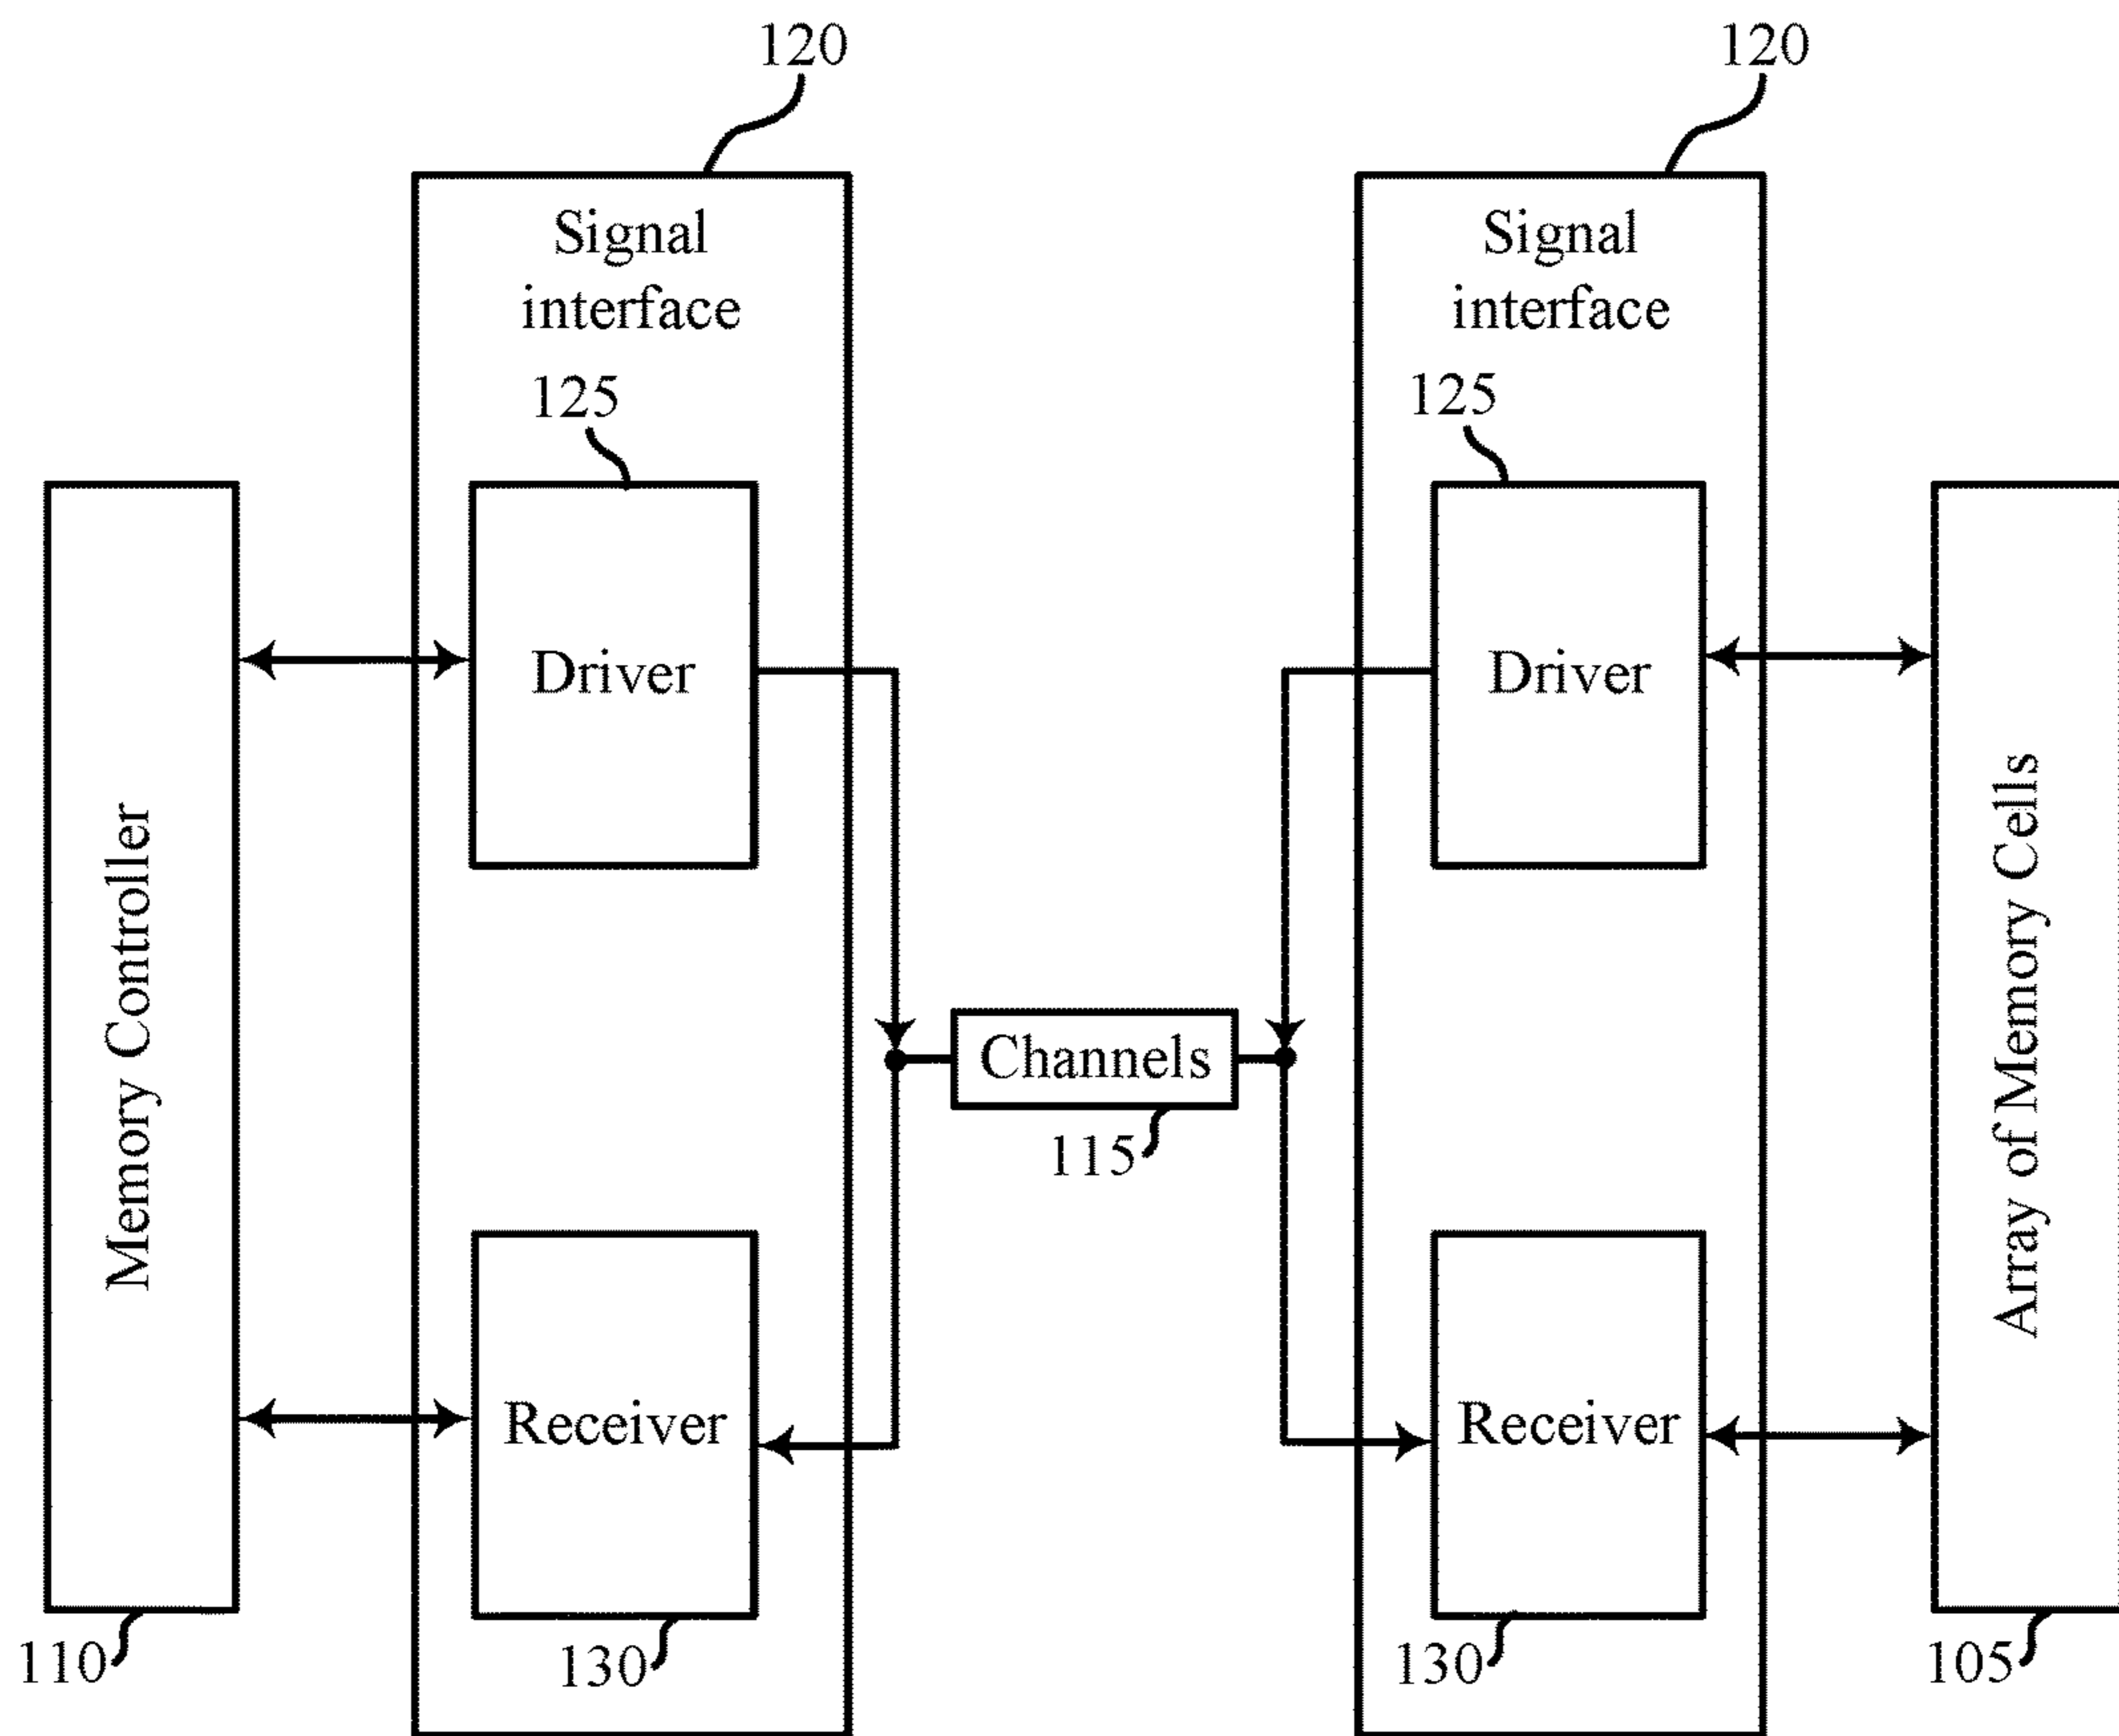 120
120
Signal
interface
Signal
interface
125
125
Driver
Driver
Memory Controller
Array of Memory Cells
Channels
115
Receiver
Receiver
110
130
130
105